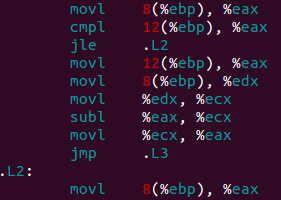 movl 8(%ebp), %eax
cmpl 12(%ebp), %eax
jle .L2
movl 12(%ebp), %eax
movl 8(%ebp), %edx
movl %edx, %ecx
subl %eax, %ecx
movl %ecx, %eax
jmp .L3
.L2:
movl 8(%ebp), %eax